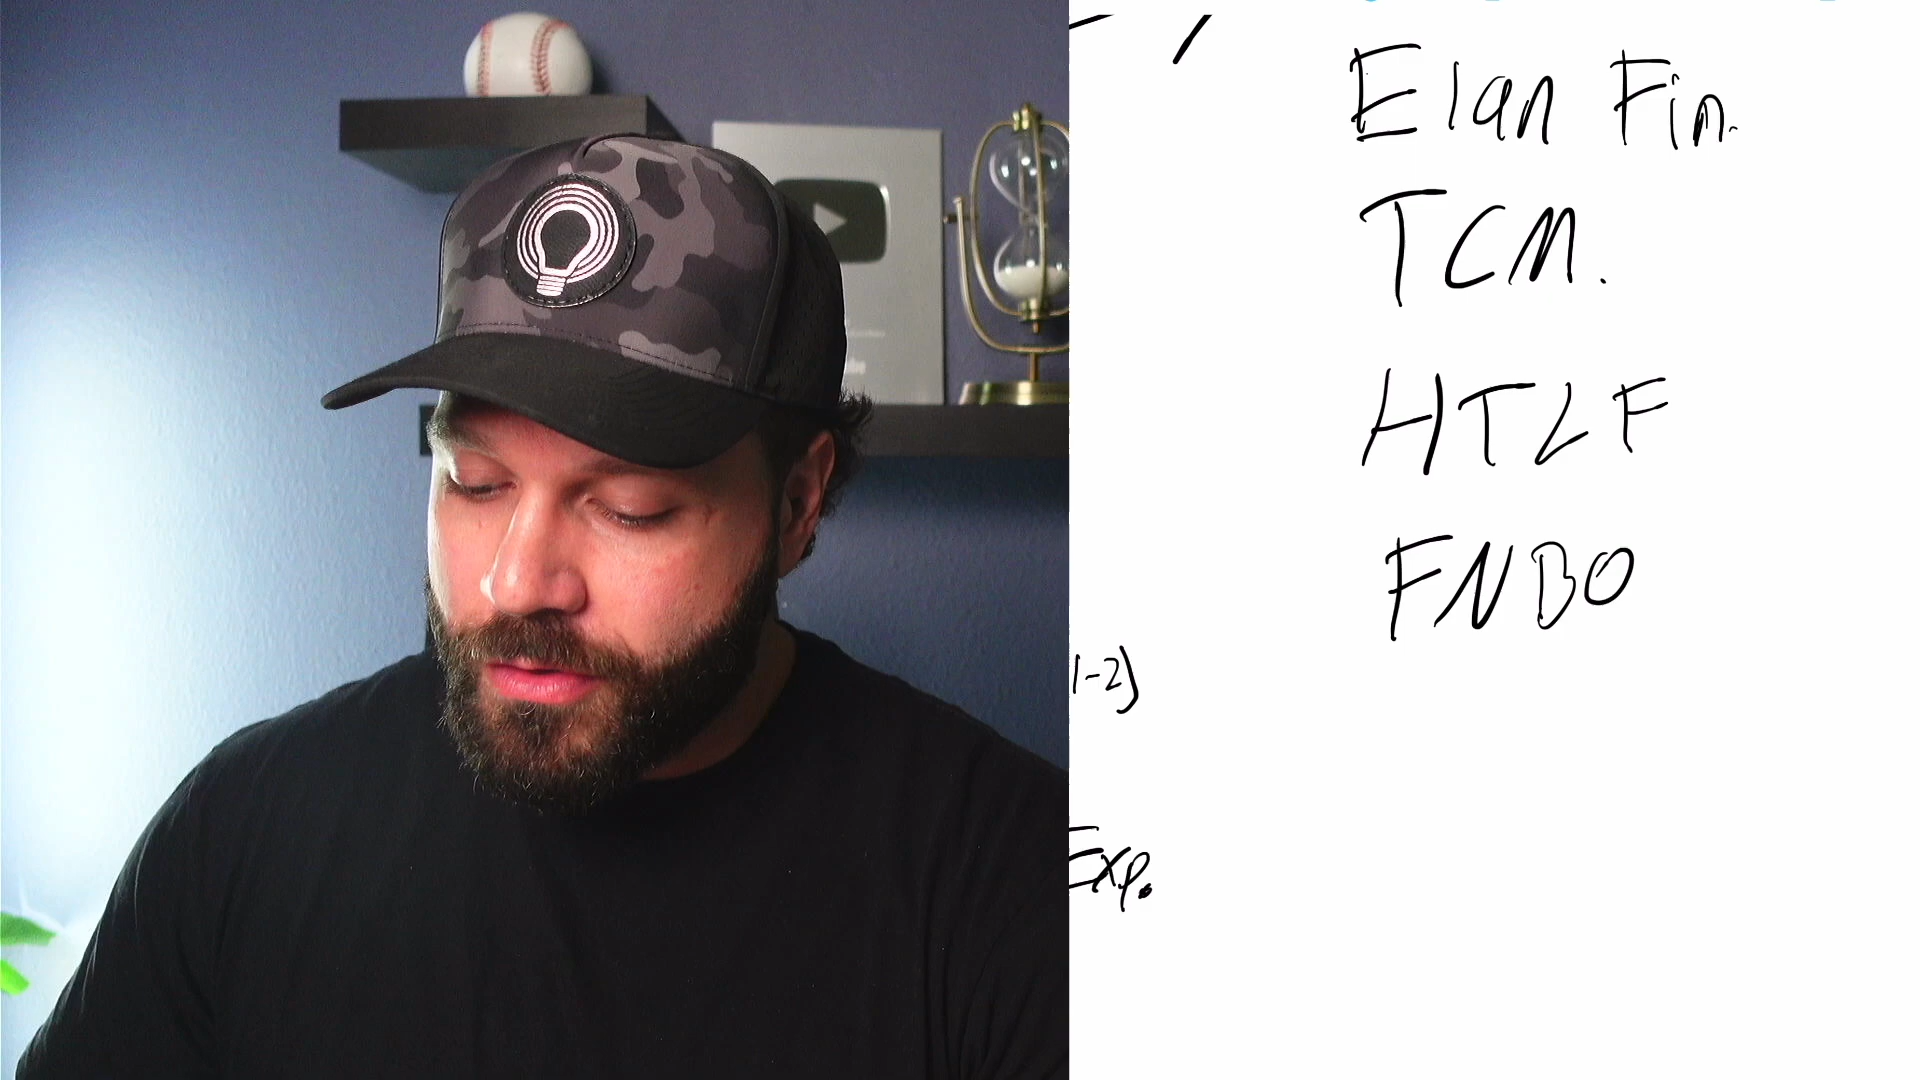 Elan Fin.
TCM.
HTLF
FNBO
1-2)
Exp.